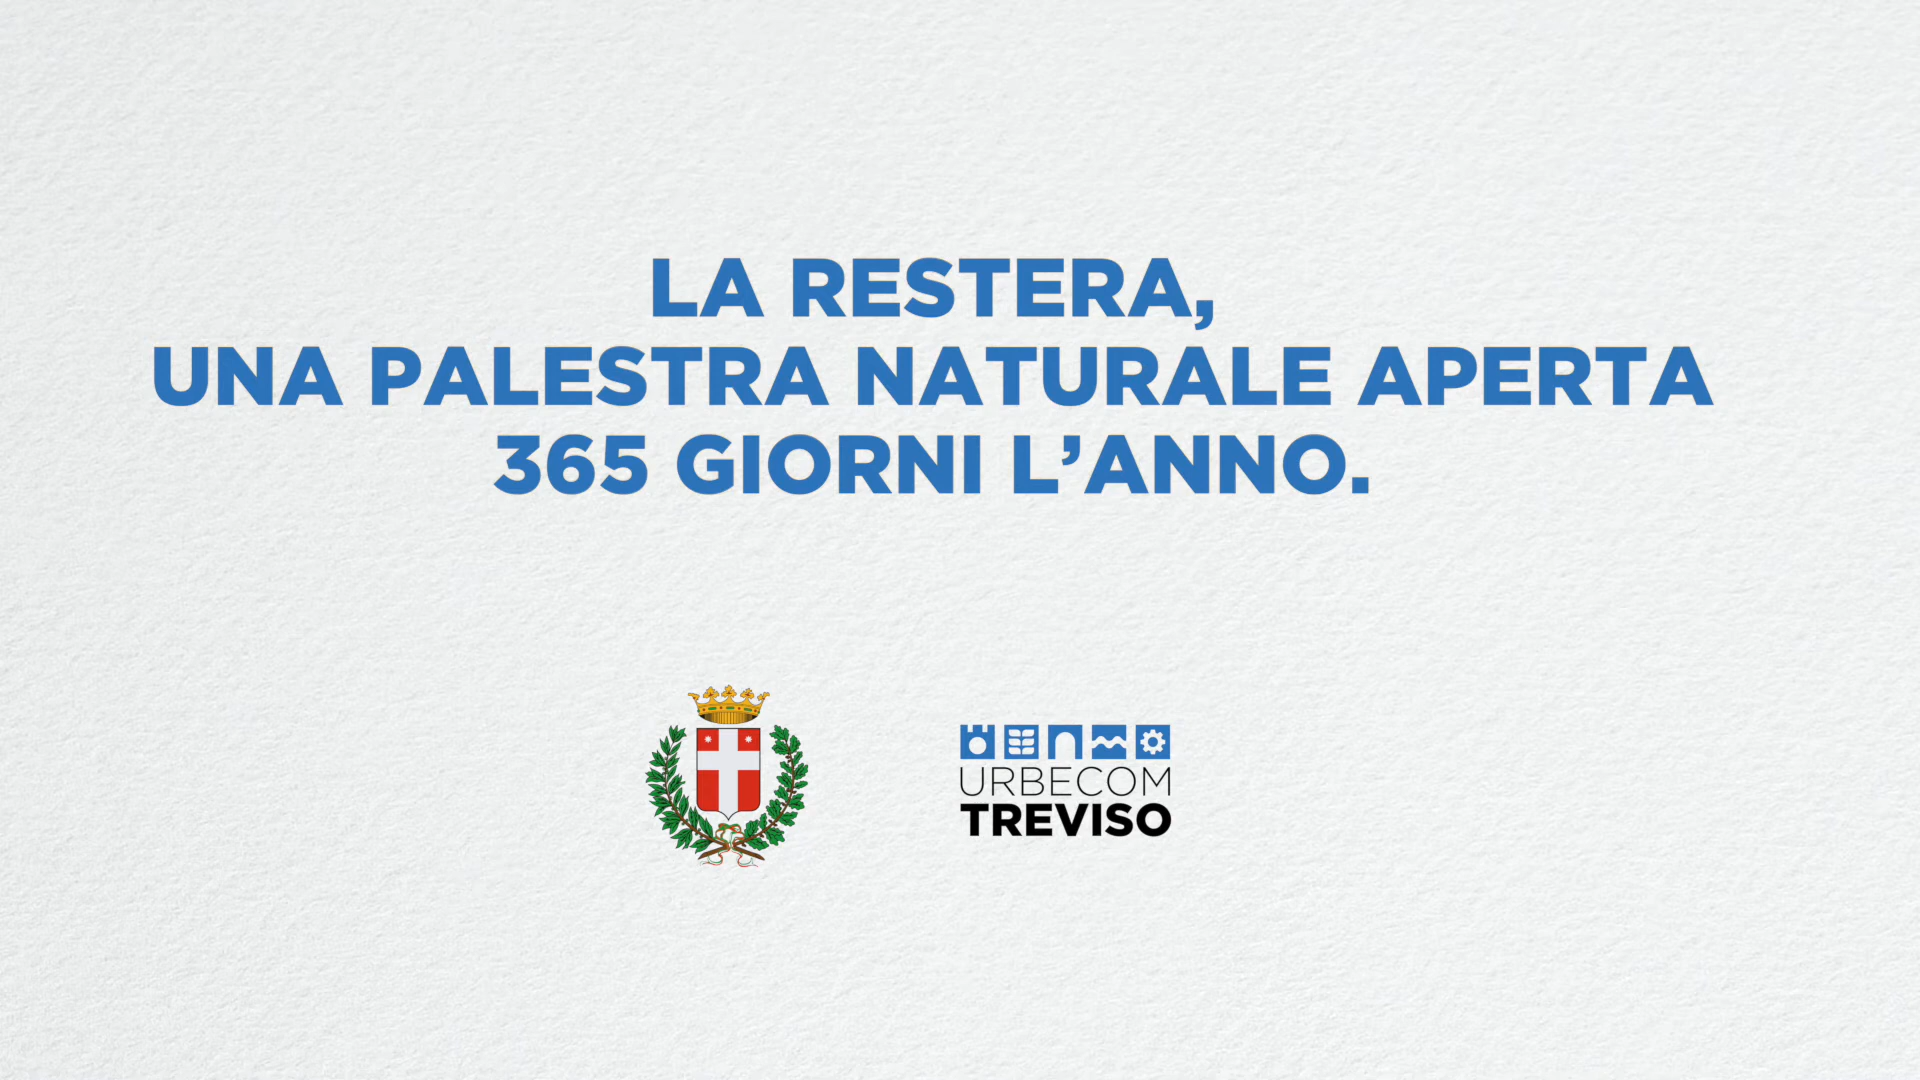 LA RESTERA,
UNA PALESTRA NATURALE APERTA
365 GIORNI L’ANNO.
URBECOM
TREVISO